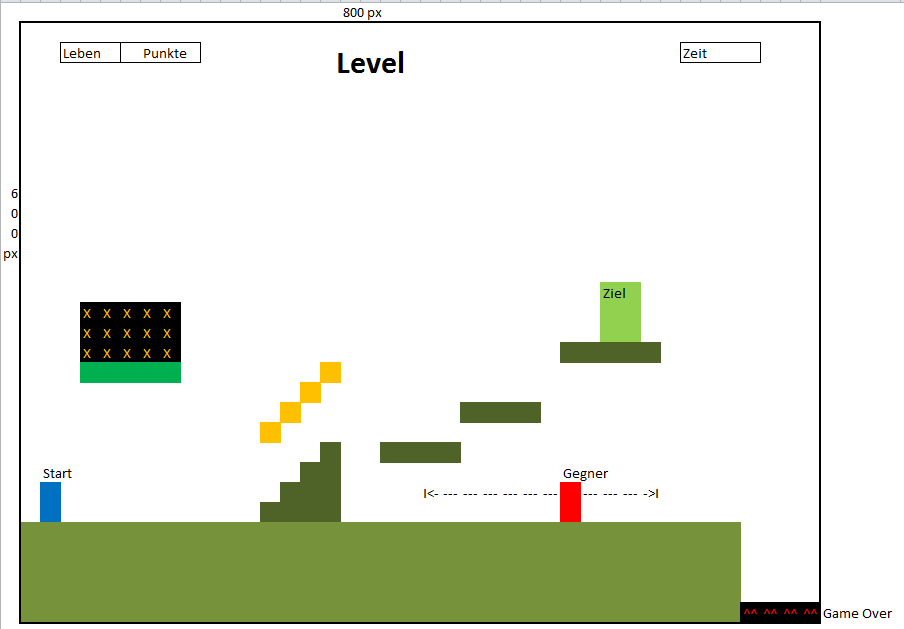 800 px
Leben Punkte
Zeit
Level
6
0
0
px
Ziel
X X X X X
X X X X X
X X X X X
Start
Gegner
I<- --- --- --- --- --- --- --- --- --- ->I
^^ ^^ ^^ ^^
Game Over